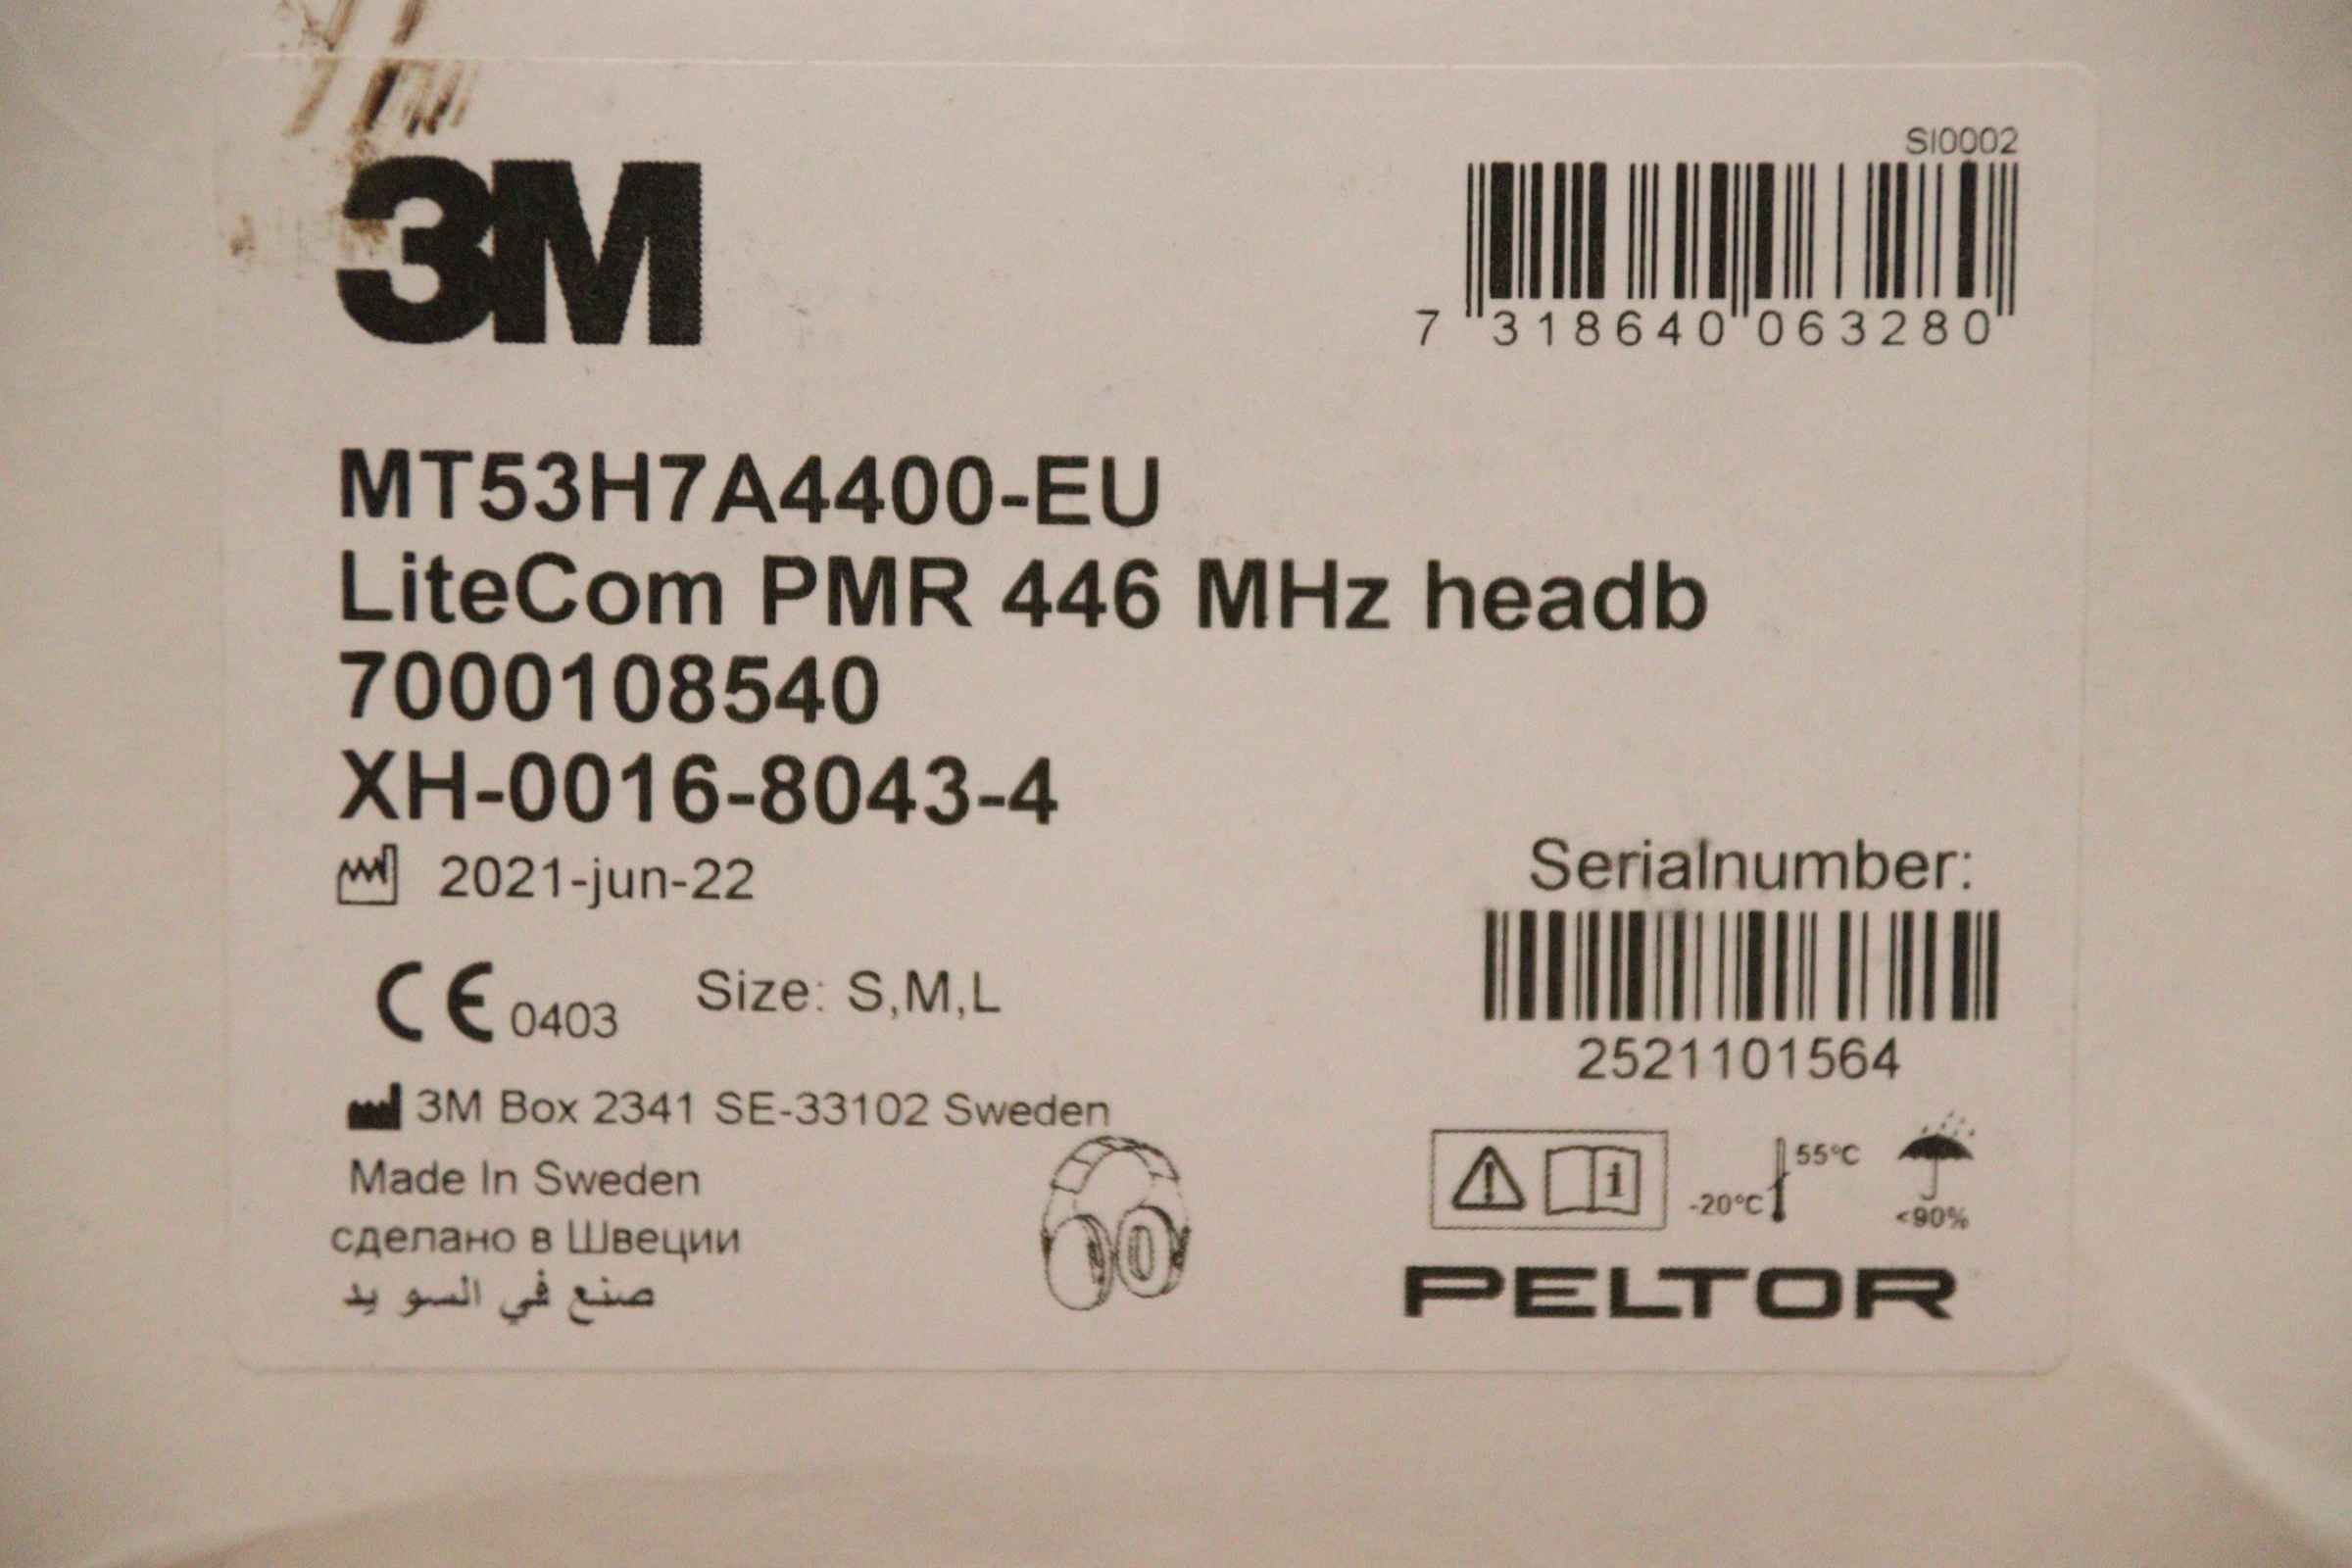 3M
SI0002
7 318640 063280
MT53H7A4400-EU
LiteCom PMR 446 MHz headb
7000108540
XH-0016-8043-4
2021-jun-22
Serialnumber:
2521101564
CE 0403 Size: S,M,L
3M Box 2341 SE-33102 Sweden
Made In Sweden
сделано в Швеции
صنع في السو يد
i
-20°C 55°C
<90%
PELTOR